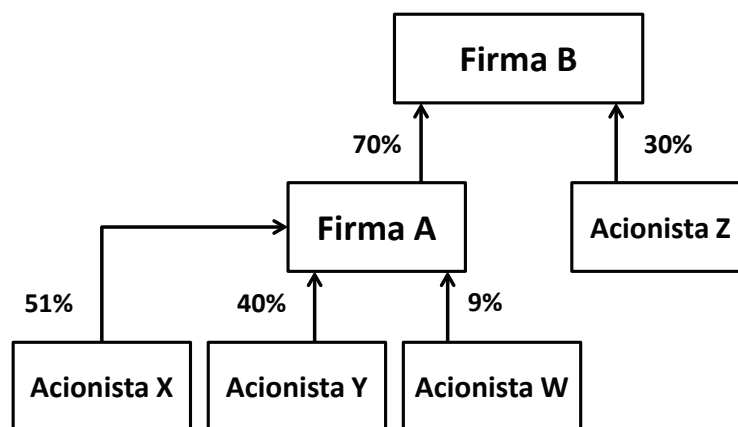 Firma B
70%
30%
Firma A
Acionista Z
51%
40%
9%
Acionista X
Acionista Y
Acionista W